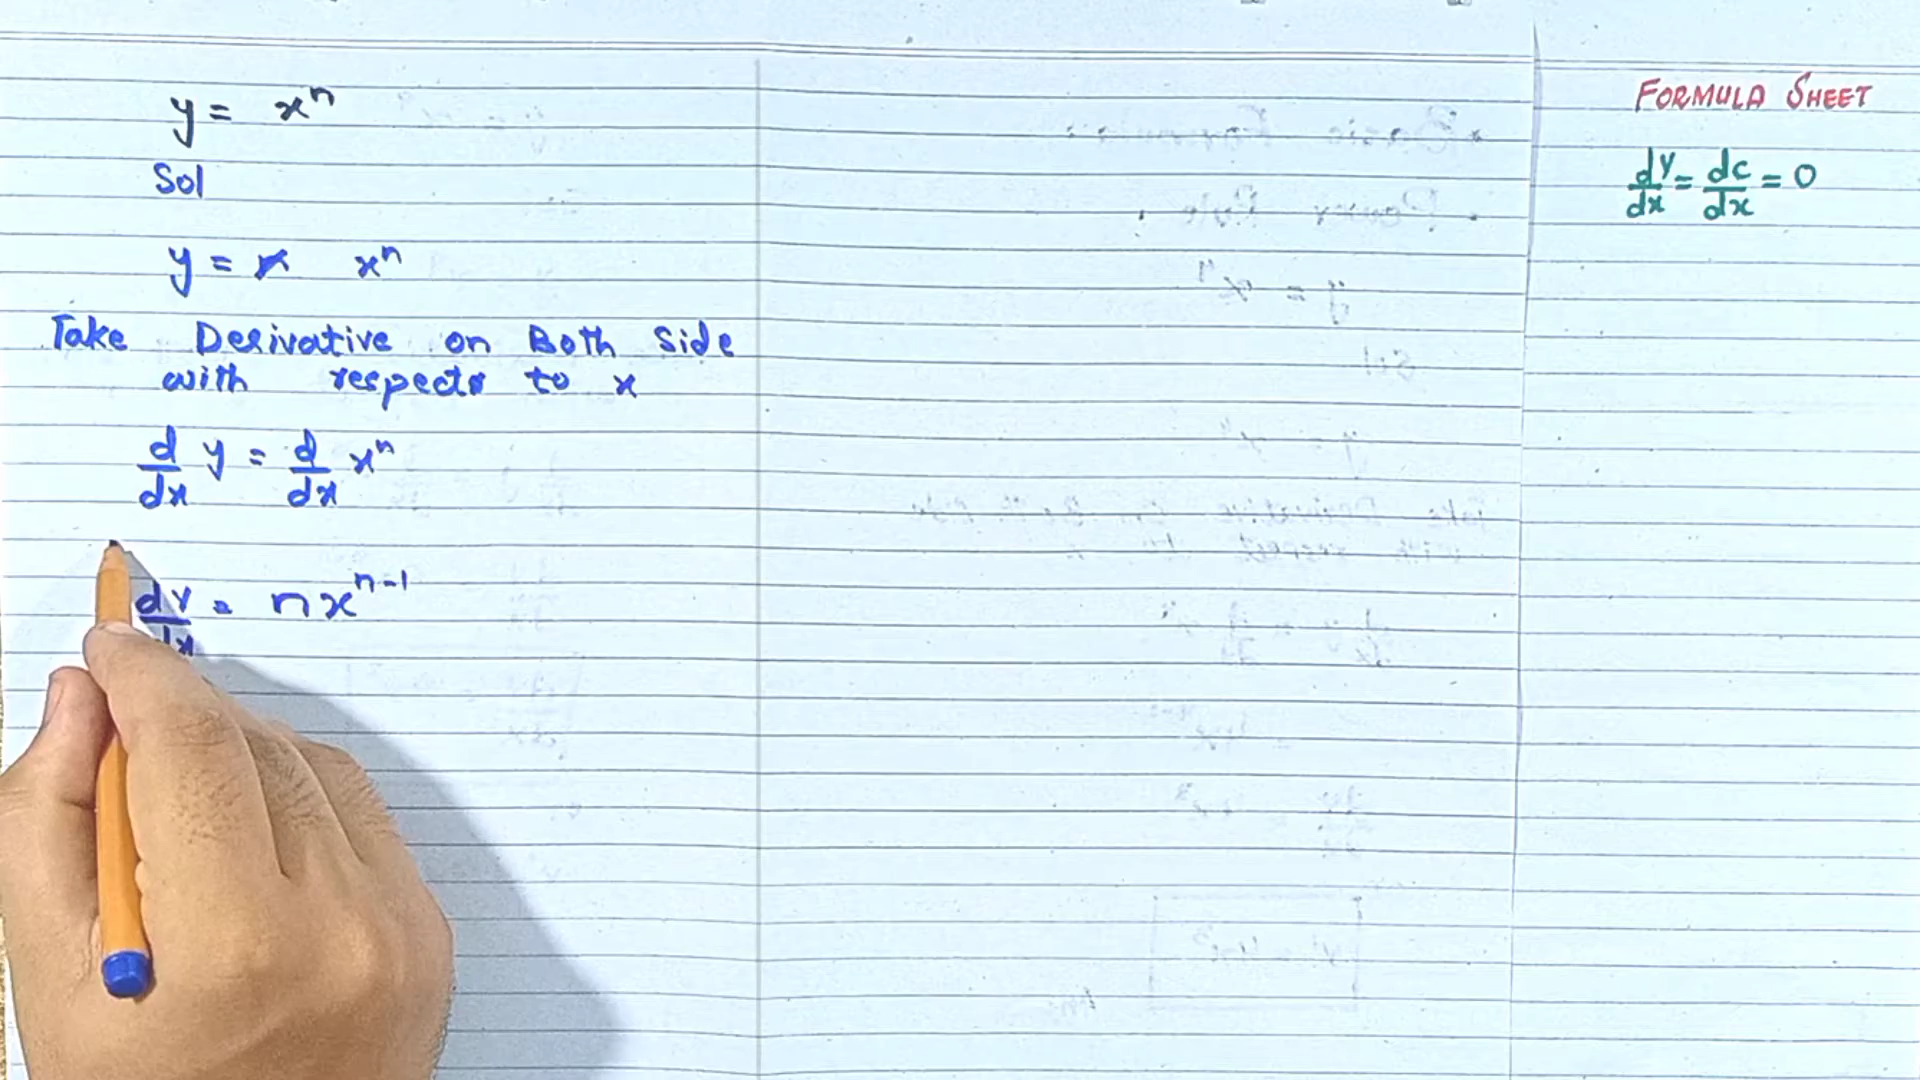 y = xⁿ
Sol
y = xⁿ
Take Derivative on Both Side
with respects to x
d/dx y = d/dx xⁿ
dy/dx = nxⁿ⁻¹
FORMULA SHEET
dy/dx = dc/dx = 0